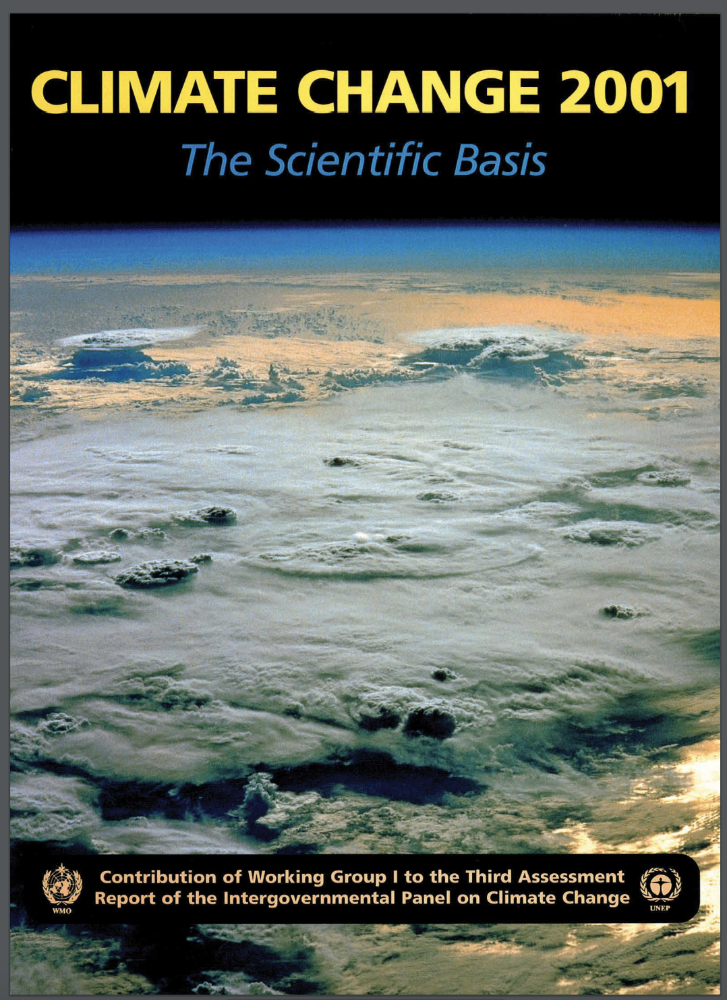 CLIMATE CHANGE 2001
The Scientific Basis
Contribution of Working Group I to the Third Assessment
Report of the Intergovernmental Panel on Climate Change
WMO
UNEP